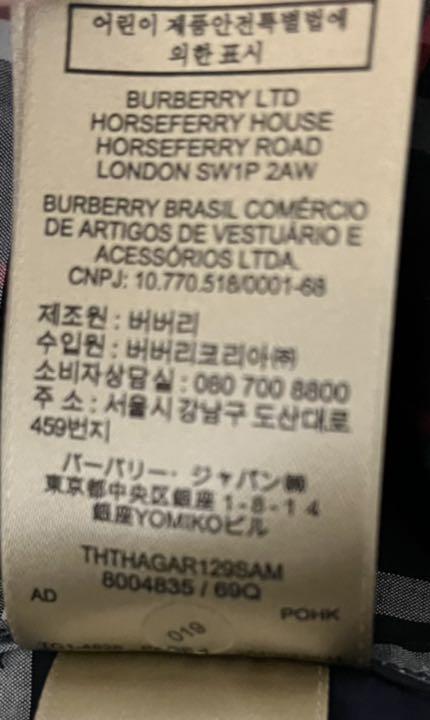 어린이 제품안전특별법에
의한 표시
BURBERRY LTD
HORSEFERRY HOUSE
HORSEFERRY ROAD
LONDON SW1P 2AW
BURBERRY BRASIL COMÉRCIO
DE ARTIGOS DE VESTUÁRIO E
ACESSÓRIOS LTDA.
CNPJ: 10.770.518/0001-68
제조원 : 버버리
수입원 : 버버리코리아㈜
소비자상담실 : 080 700 8800
주 소 : 서울시 강남구 도산대로
459번지
バーバリー・ジャパン㈱
東京都中央区銀座 1-8-14
銀座YOMIKOビル
THTHAGAR129SAM
8004835 / 69Q
AD
POHK
019